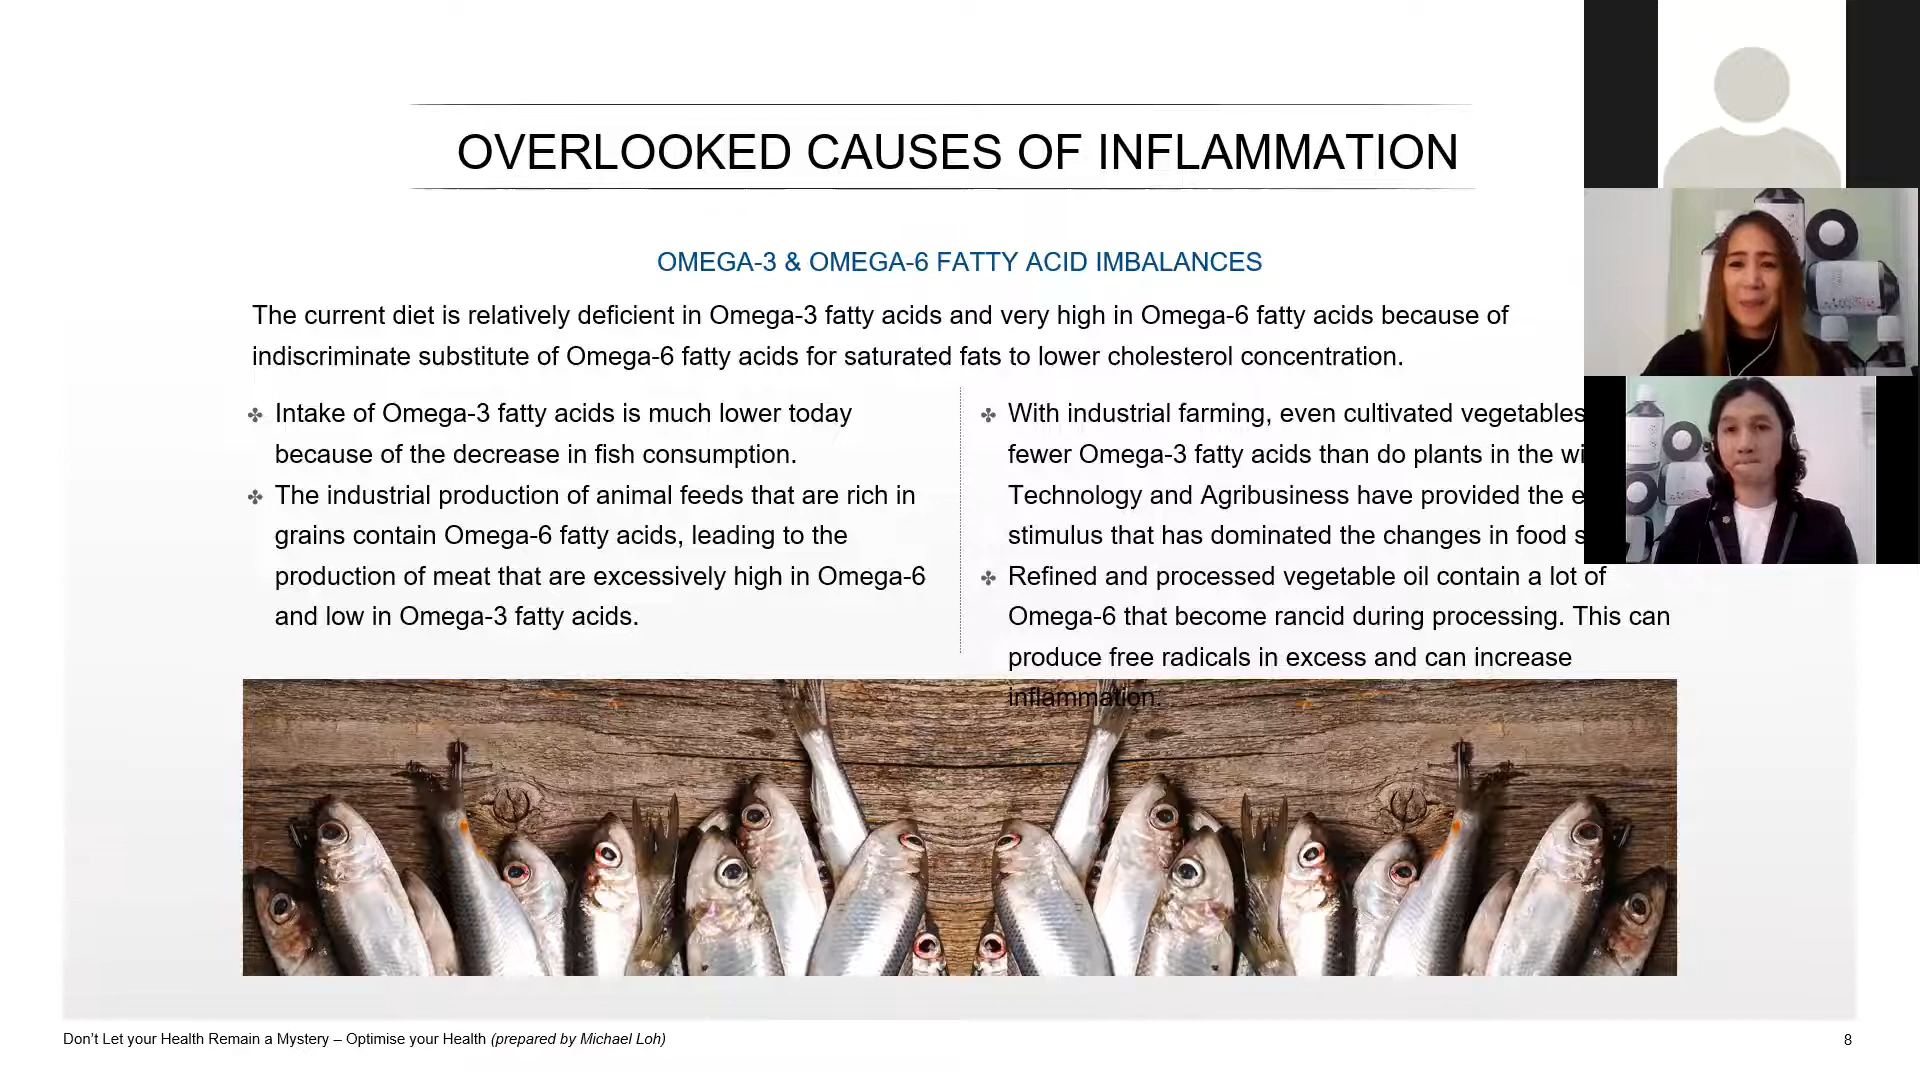 OVERLOOKED CAUSES OF INFLAMMATION
OMEGA-3 & OMEGA-6 FATTY ACID IMBALANCES
The current diet is relatively deficient in Omega-3 fatty acids and very high in Omega-6 fatty acids because of
indiscriminate substitute of Omega-6 fatty acids for saturated fats to lower cholesterol concentration.
Intake of Omega-3 fatty acids is much lower today
because of the decrease in fish consumption.
The industrial production of animal feeds that are rich in
grains contain Omega-6 fatty acids, leading to the
production of meat that are excessively high in Omega-6
and low in Omega-3 fatty acids.
With industrial farming, even cultivated vegetables
fewer Omega-3 fatty acids than do plants in the
Technology and Agribusiness have provided the
stimulus that has dominated the changes in food
Refined and processed vegetable oil contain a lot of
Omega-6 that become rancid during processing. This can
produce free radicals in excess and can increase
inflammation.
Don’t Let your Health Remain a Mystery – Optimise your Health (prepared by Michael Loh)
8